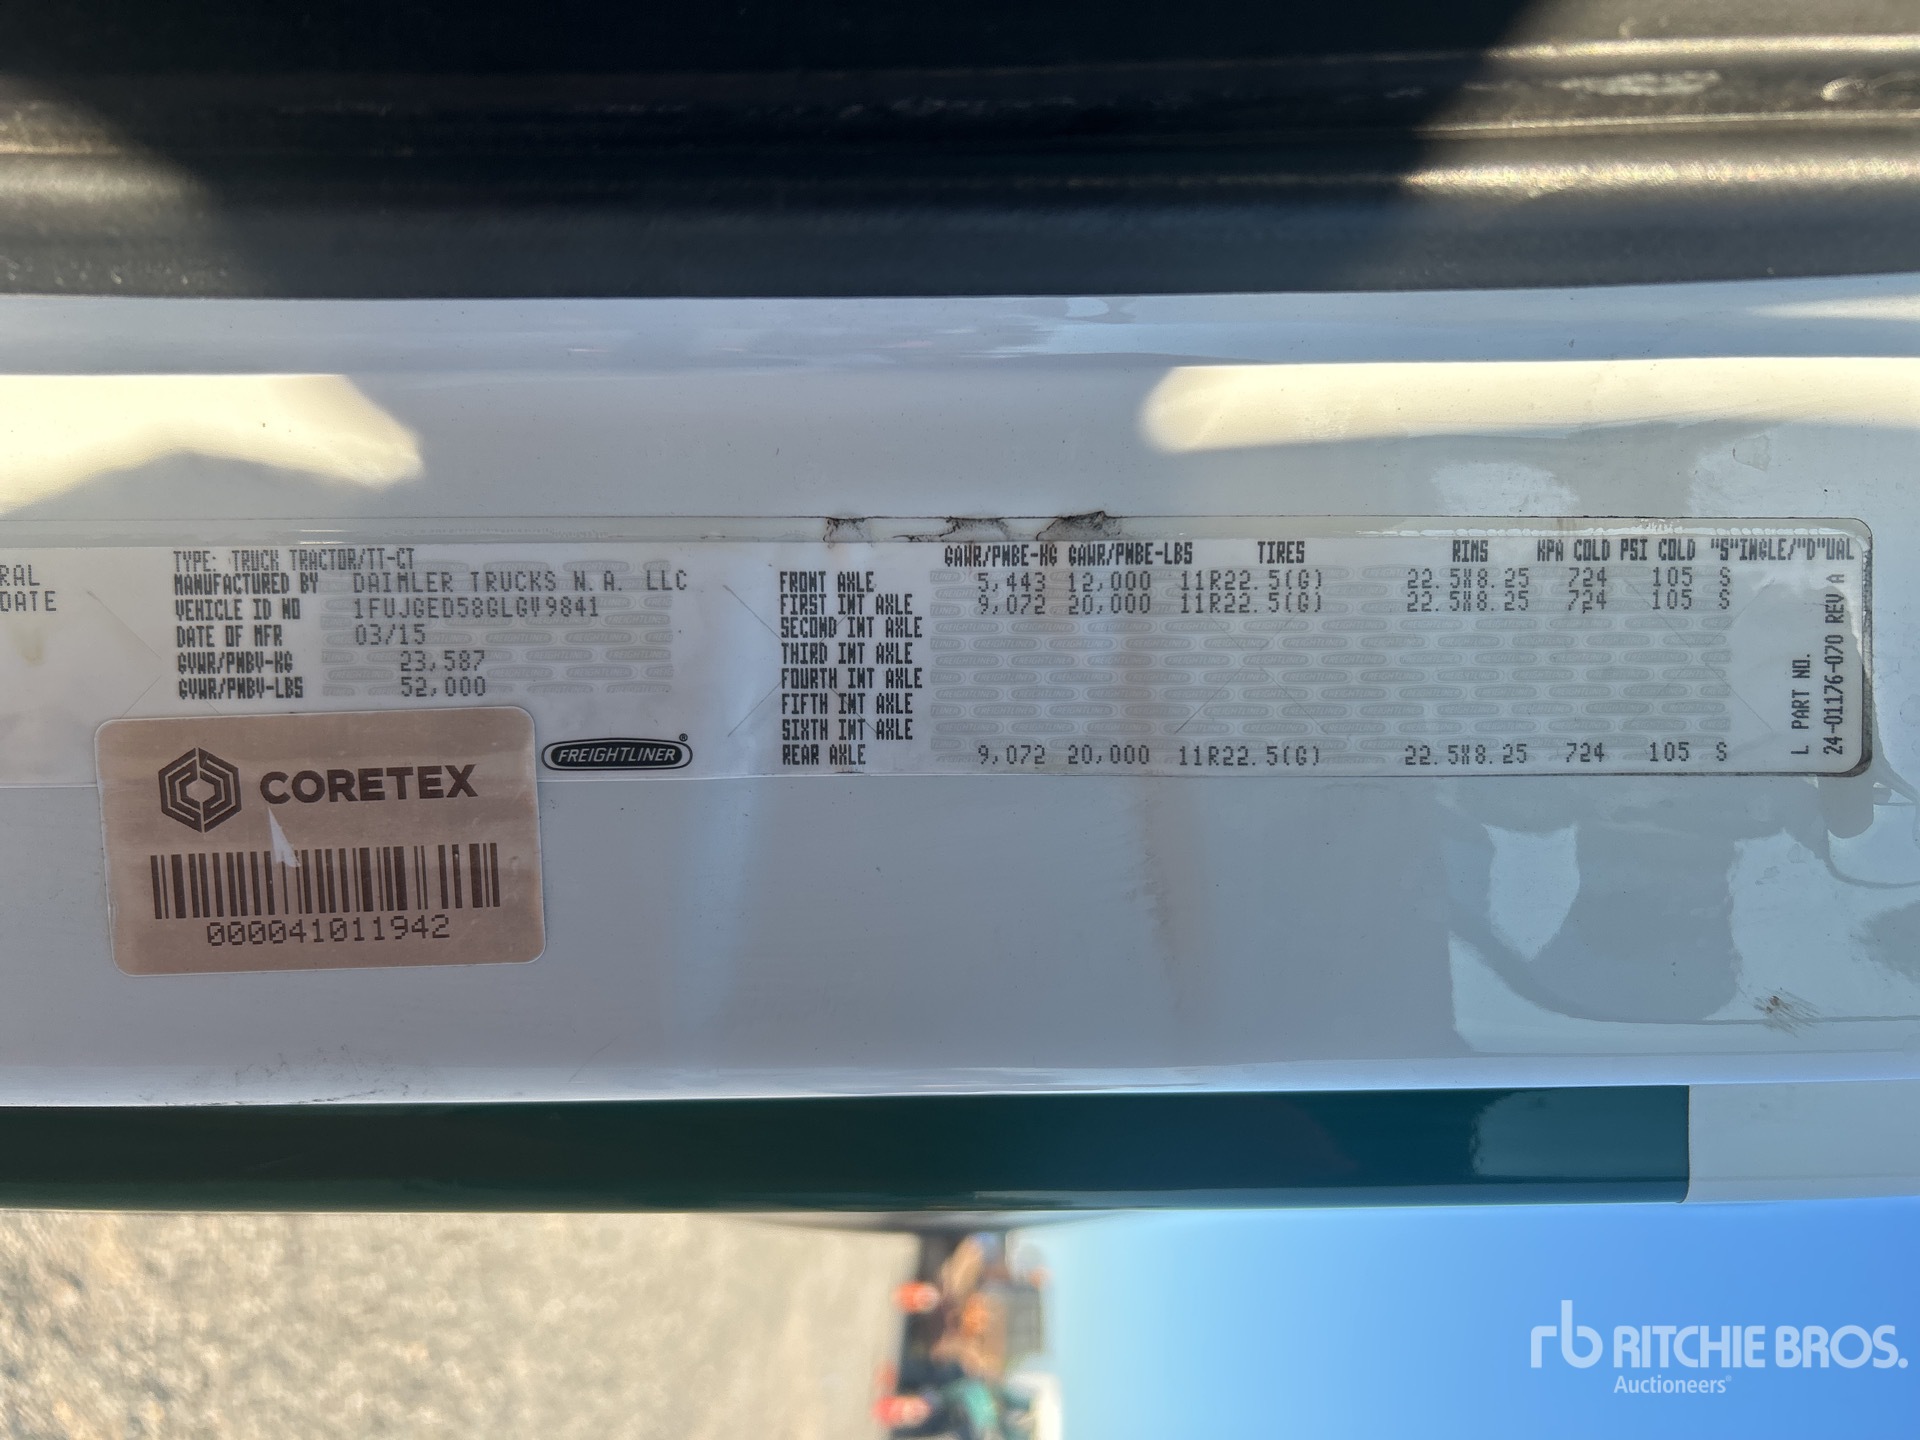 RAL
DATE
TYPE: TRUCK TRACTOR/TT-CT
MANUFACTURED BY DAIMLER TRUCKS N.A. LLC
VEHICLE ID NO 1FUJGED58GLGV9841
DATE OF MFR 03/15
GVWR/PNBV-KG 23,587
GVWR/PNBV-LBS 52,000
FREIGHTLINER®
GAWR/PNBE-KG GAWR/PNBE-LBS TIRES RIMS KPA COLD PSI COLD "S"INGLE/"D"UAL
FRONT AXLE 5,443 12,000 11R22.5(G) 22.5X8.25 724 105 S
FIRST INT AXLE 9,072 20,000 11R22.5(G) 22.5X8.25 724 105 S
SECOND INT AXLE
THIRD INT AXLE
FOURTH INT AXLE
FIFTH INT AXLE
SIXTH INT AXLE
REAR AXLE 9,072 20,000 11R22.5(G) 22.5X8.25 724 105 S
L PART NO.
24-01176-070 REV A
CORETEX
000041011942
rb RITCHIE BROS.
Auctioneers